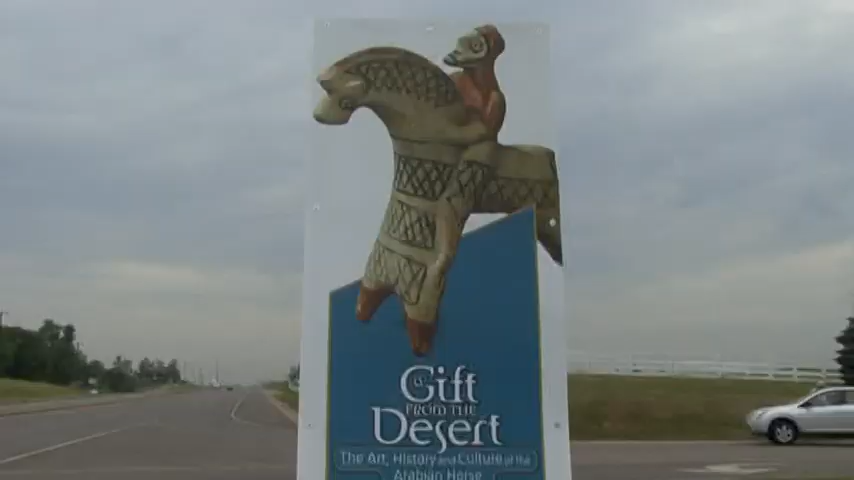 a Gift
FROM THE
Desert
The Art, History and Culture of the
Arabian Horse